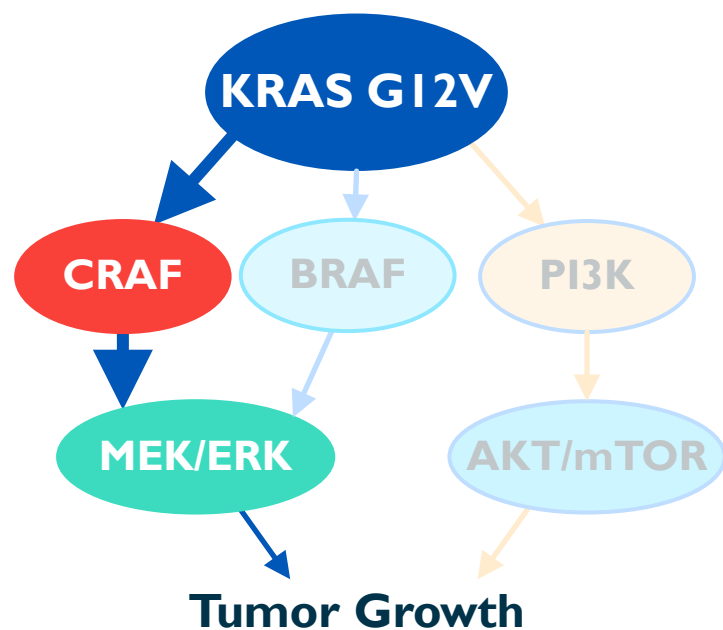 KRAS G12V
CRAF
BRAF
PI3K
MEK/ERK
AKT/mTOR
Tumor Growth